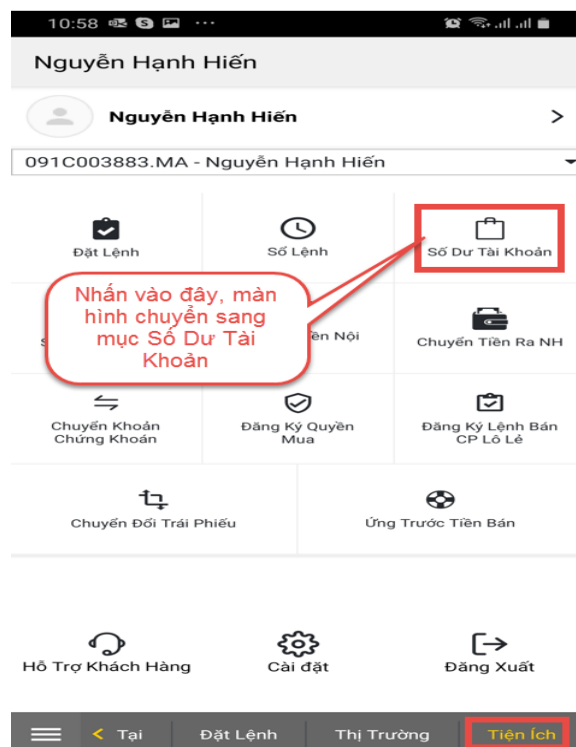 10:58
Nguyễn Hạnh Hiến
Nguyễn Hạnh Hiến
091C003883.MA - Nguyễn Hạnh Hiến
Đặt Lệnh
Sổ Lệnh
Số Dư Tài Khoản
Nhấn vào đây, màn
hình chuyển sang
mục Số Dư Tài
Khoản
Nội
Chuyển Tiền Ra NH
Chuyển Khoản
Chứng Khoán
Đăng Ký Quyền
Mua
Đăng Ký Lệnh Bán
CP Lô Lẻ
Chuyển Đổi Trái Phiếu
Ứng Trước Tiền Bán
Hỗ Trợ Khách Hàng
Cài đặt
Đăng Xuất
Tại
Đặt Lệnh
Thị Trường
Tiện Ích